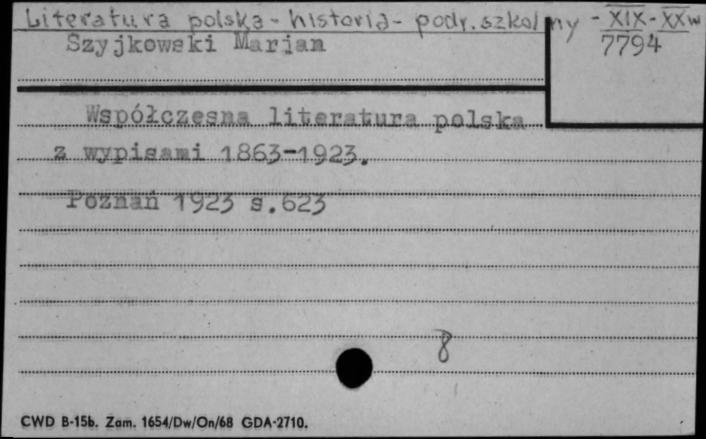 Literatura polska - historia - podr. szkolny - XIX - XXw
Szyjkowski Marjan
7794
Współczesna literatura polska
z wypisami 1863-1923.
Poznań 1923 s.623
8
CWD B-15b. Zam. 1654/Dw/On/68 GDA-2710.